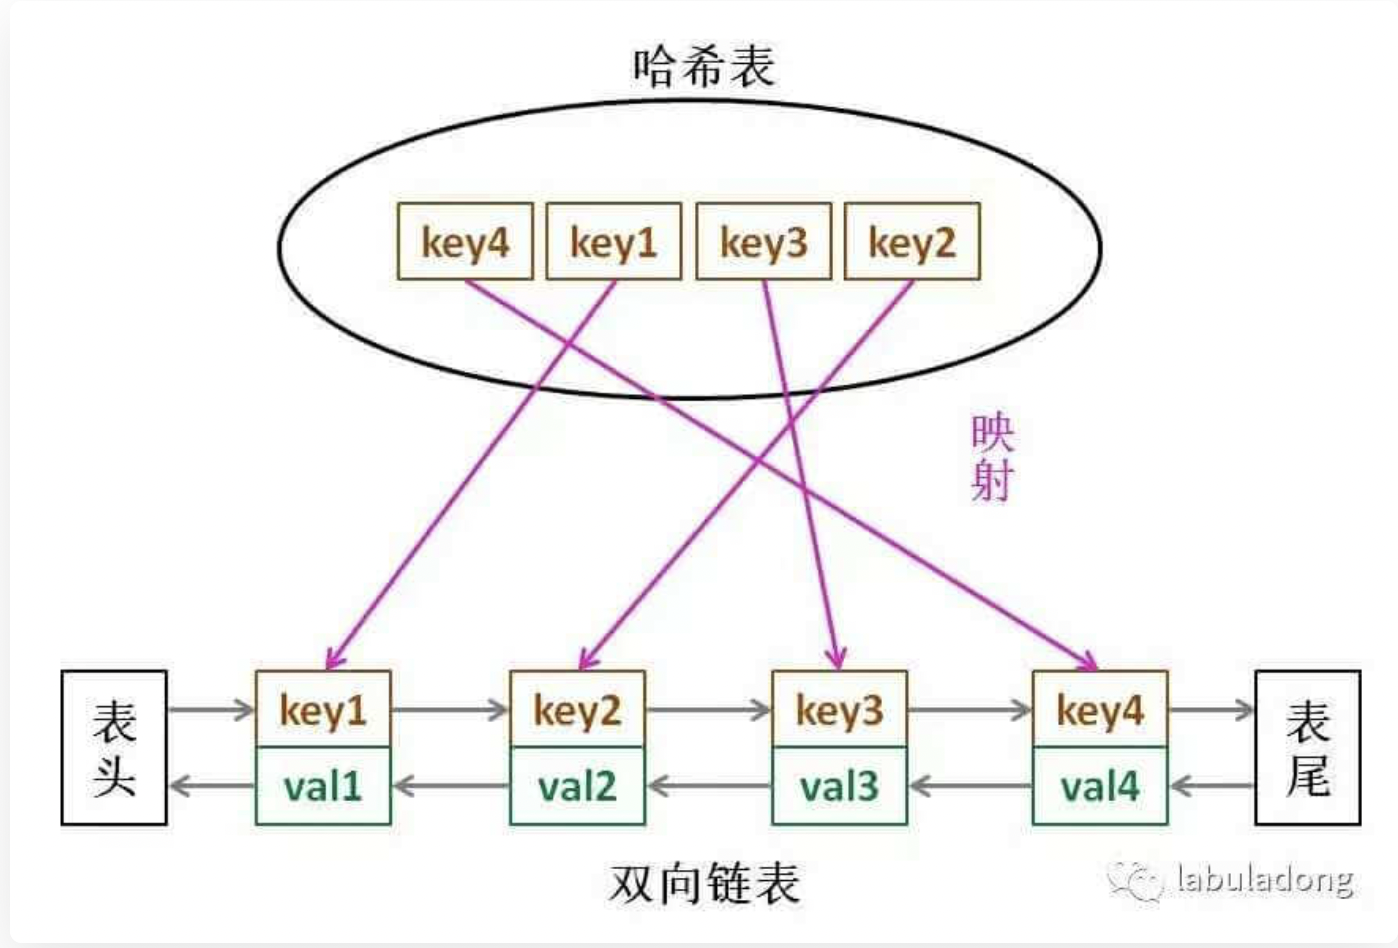 哈希表
key4 key1 key3 key2
映
射
表
头
key1 key2 key3 key4
val1 val2 val3 val4
表
尾
双向链表
labuladong